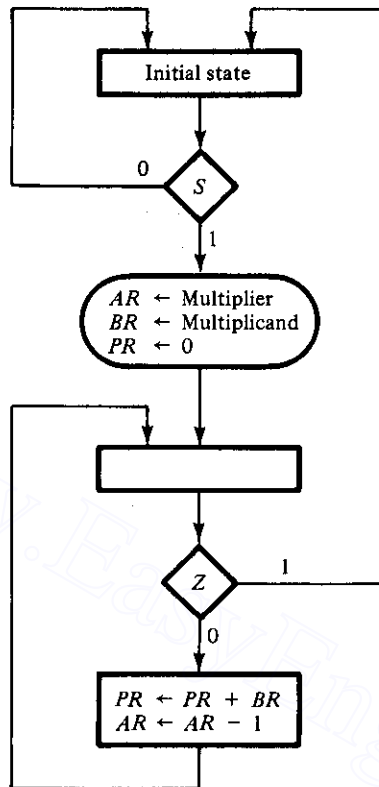 Initial state
0
S
1
AR ← Multiplier
BR ← Multiplicand
PR ← 0
Z
1
0
PR ← PR + BR
AR ← AR − 1